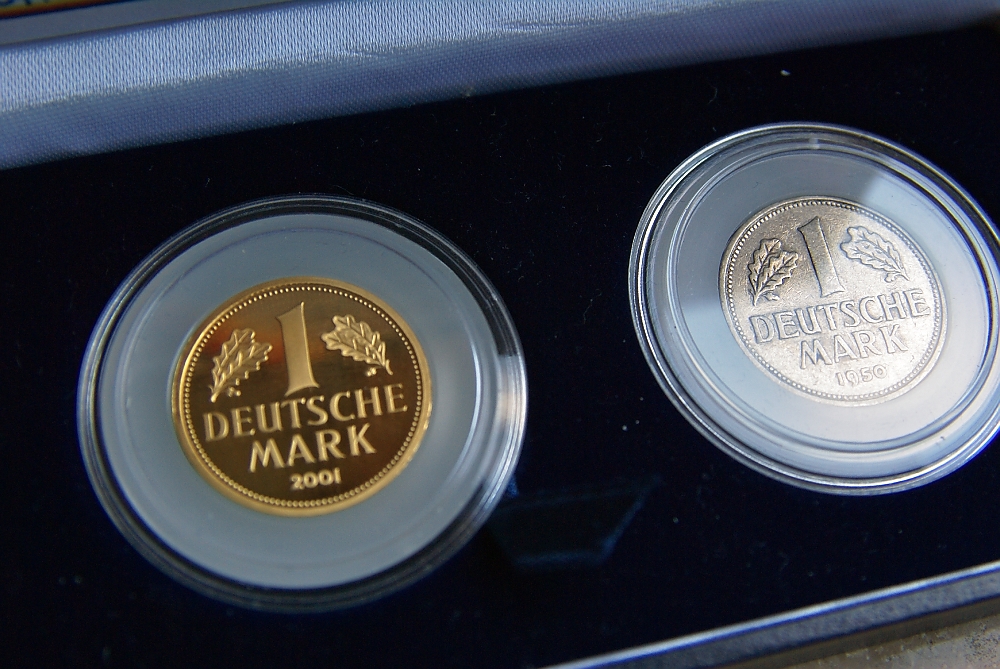 1
DEUTSCHE
MARK
2001
1
DEUTSCHE
MARK
1950